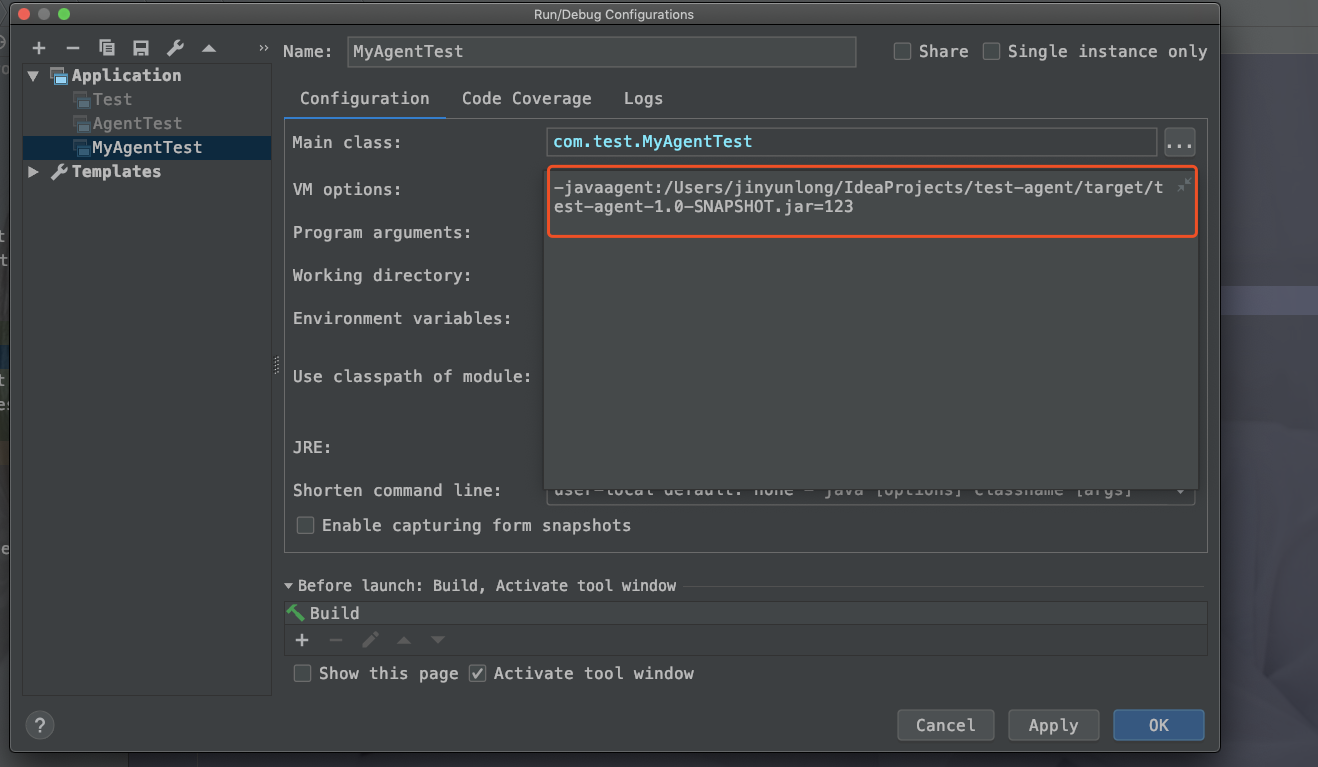 Run/Debug Configurations
»
Name: MyAgentTest
Share
Single instance only
Application
Test
AgentTest
MyAgentTest
Templates
Configuration Code Coverage Logs
Main class: com.test.MyAgentTest ...
VM options: -javaagent:/Users/jinyunlong/IdeaProjects/test-agent/target/t
est-agent-1.0-SNAPSHOT.jar=123
Program arguments:
Working directory:
Environment variables:
Use classpath of module:
JRE:
Shorten command line: user-local default: none - java [options] classname [args]
Enable capturing form snapshots
Before launch: Build, Activate tool window
Build
Show this page Activate tool window
? Cancel Apply OK